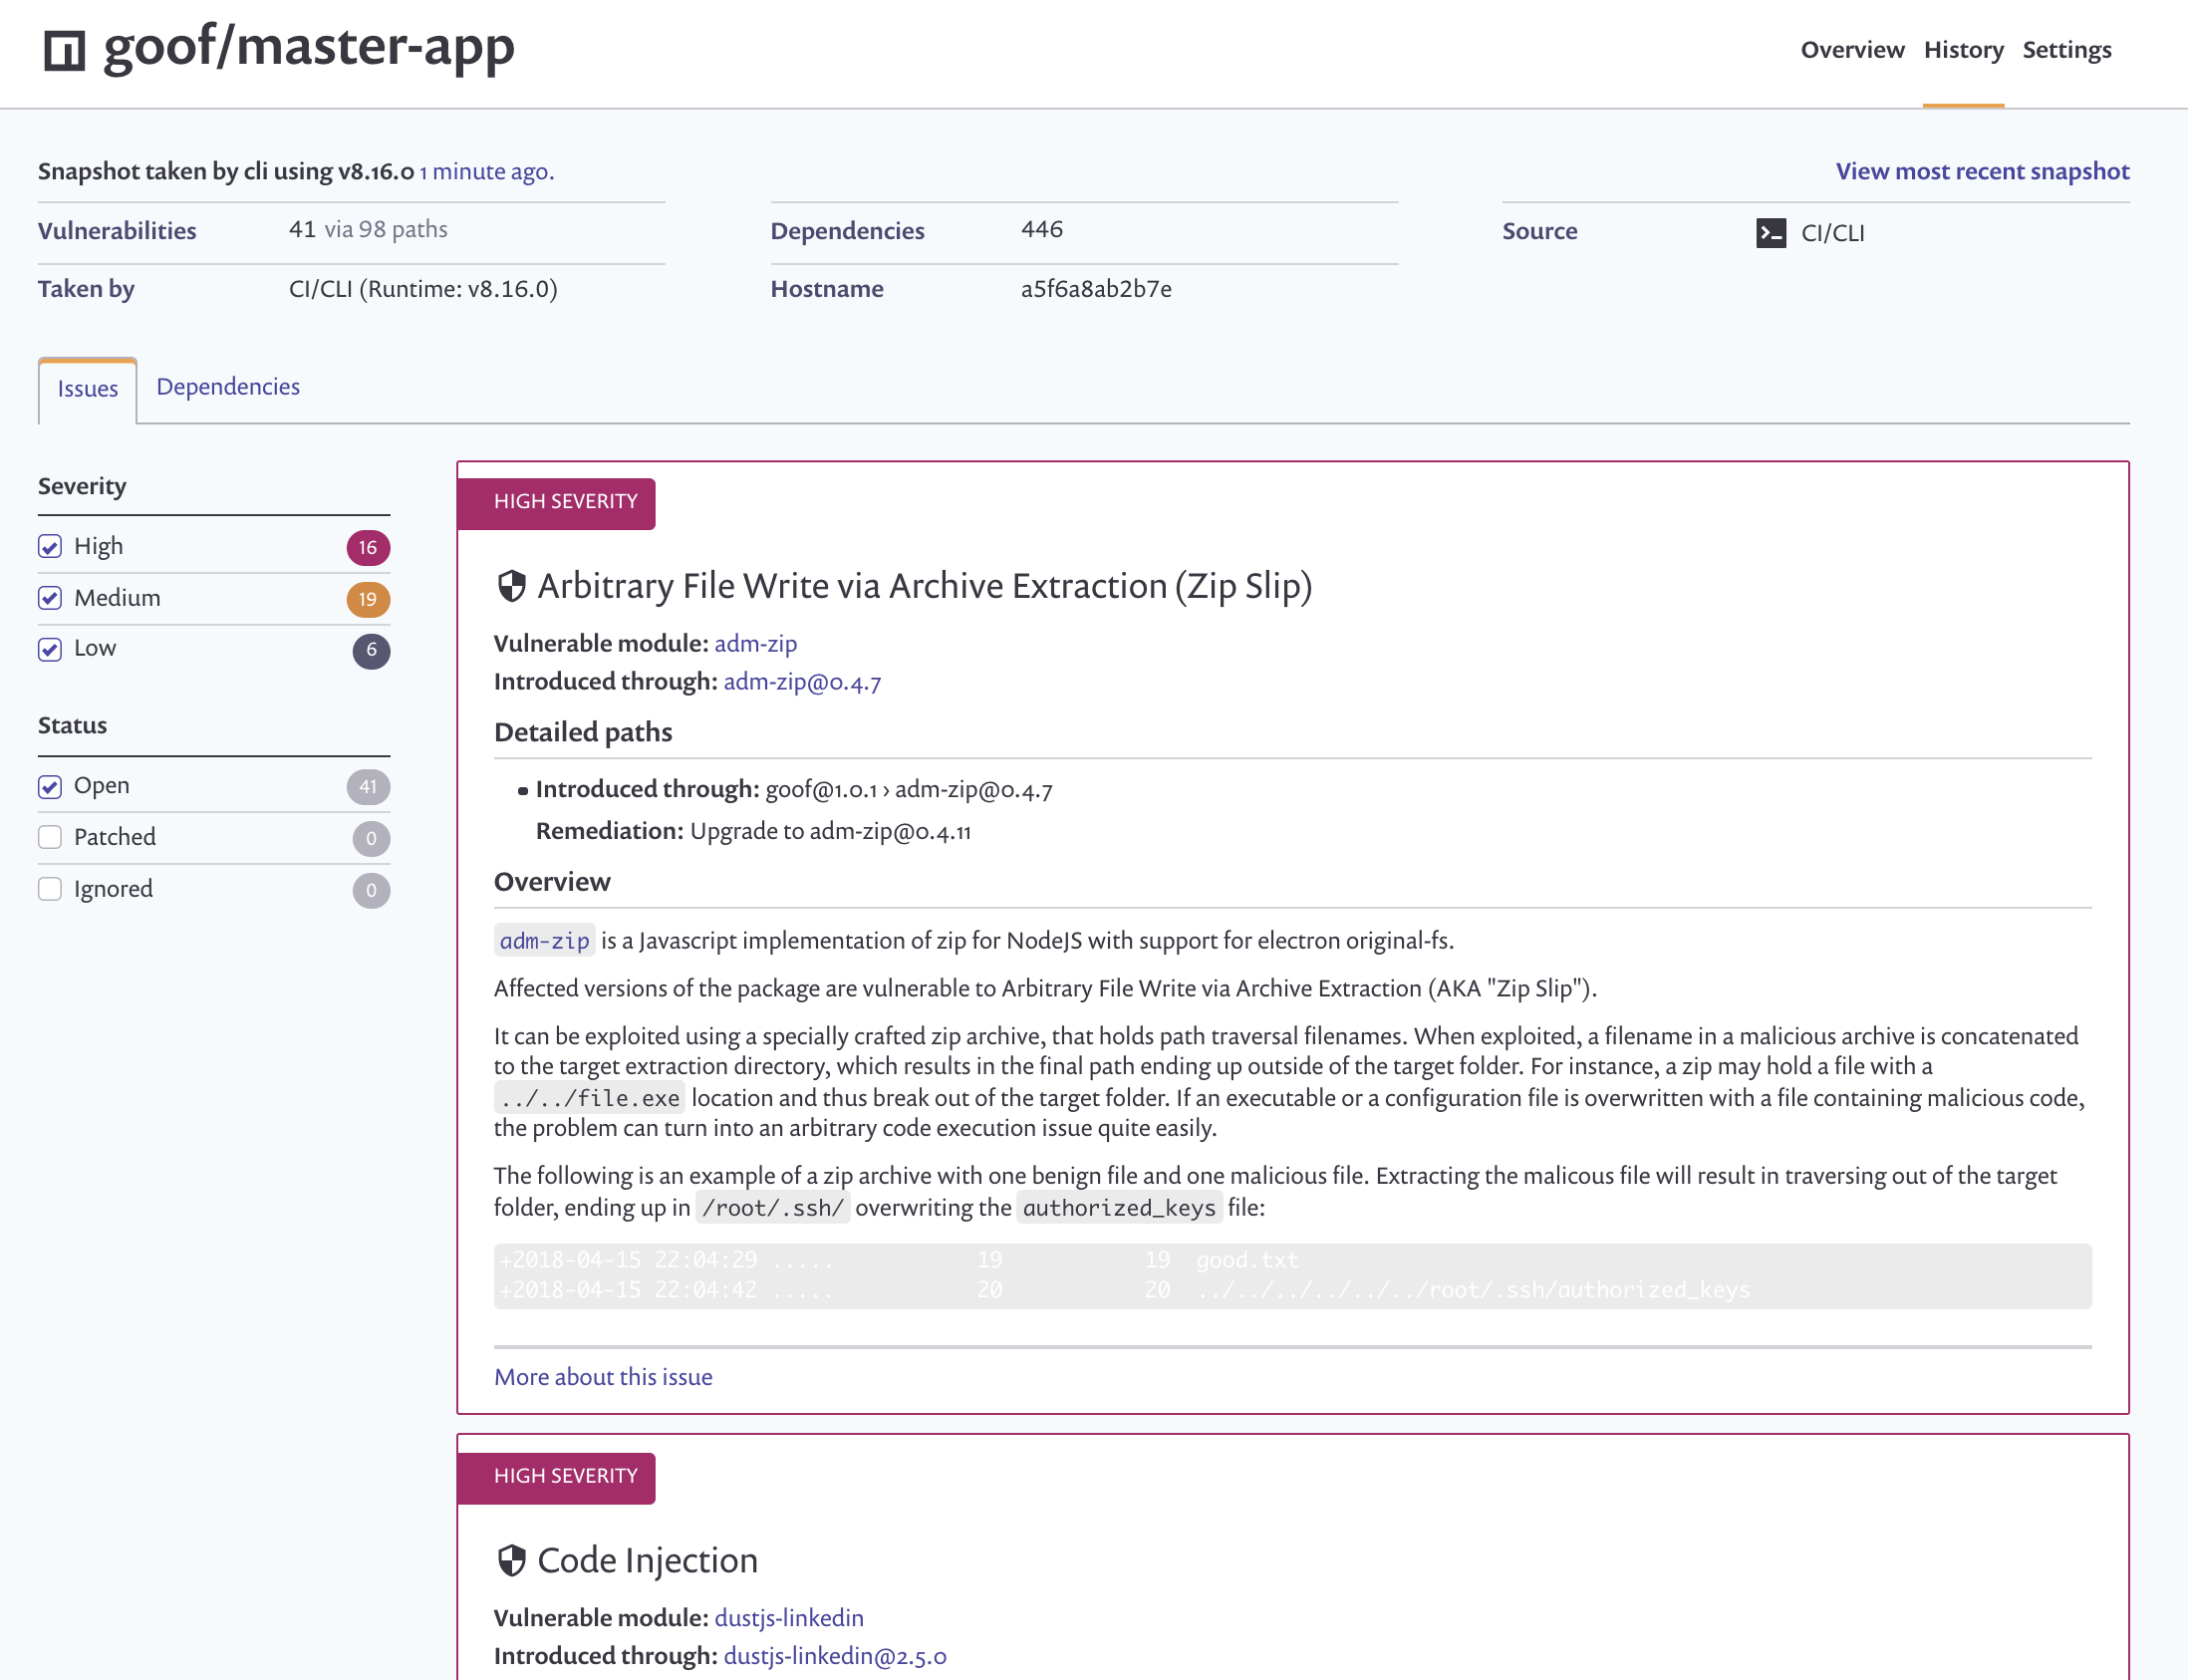 goof/master-app
Overview History Settings
Snapshot taken by cli using v8.16.0 1 minute ago.
View most recent snapshot
Vulnerabilities 41 via 98 paths
Dependencies 446
Source CI/CLI
Taken by CI/CLI (Runtime: v8.16.0)
Hostname a5f6a8ab2b7e
Issues Dependencies
Severity
High 16
Medium 19
Low 6
Status
Open 41
Patched 0
Ignored 0
HIGH SEVERITY
Arbitrary File Write via Archive Extraction (Zip Slip)
Vulnerable module: adm-zip
Introduced through: adm-zip@0.4.7
Detailed paths
Introduced through: goof@1.0.1 › adm-zip@0.4.7
Remediation: Upgrade to adm-zip@0.4.11
Overview
adm-zip is a Javascript implementation of zip for NodeJS with support for electron original-fs.
Affected versions of the package are vulnerable to Arbitrary File Write via Archive Extraction (AKA "Zip Slip").
It can be exploited using a specially crafted zip archive, that holds path traversal filenames. When exploited, a filename in a malicious archive is concatenated
to the target extraction directory, which results in the final path ending up outside of the target folder. For instance, a zip may hold a file with a
../../file.exe location and thus break out of the target folder. If an executable or a configuration file is overwritten with a file containing malicious code,
the problem can turn into an arbitrary code execution issue quite easily.
The following is an example of a zip archive with one benign file and one malicious file. Extracting the malicous file will result in traversing out of the target
folder, ending up in /root/.ssh/ overwriting the authorized_keys file:
+2018-04-15 22:04:29 ..... 19 19 good.txt
+2018-04-15 22:04:42 ..... 20 20 ../../../../../../root/.ssh/authorized_keys
More about this issue
HIGH SEVERITY
Code Injection
Vulnerable module: dustjs-linkedin
Introduced through: dustjs-linkedin@2.5.0